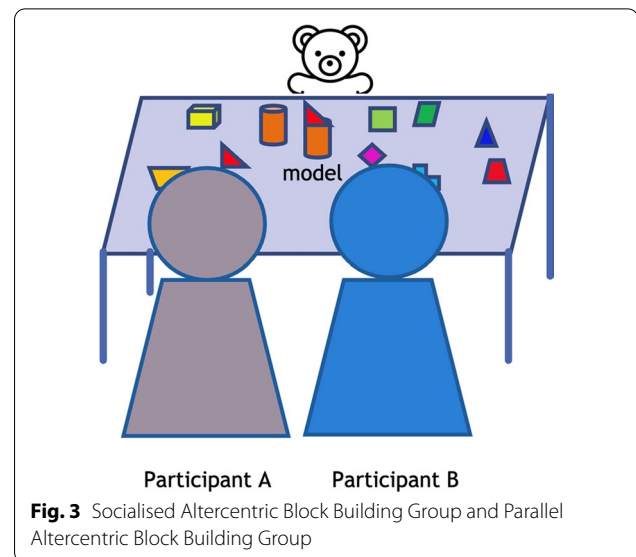 model
Participant A Participant B
Fig. 3 Socialised Altercentric Block Building Group and Parallel
Altercentric Block Building Group